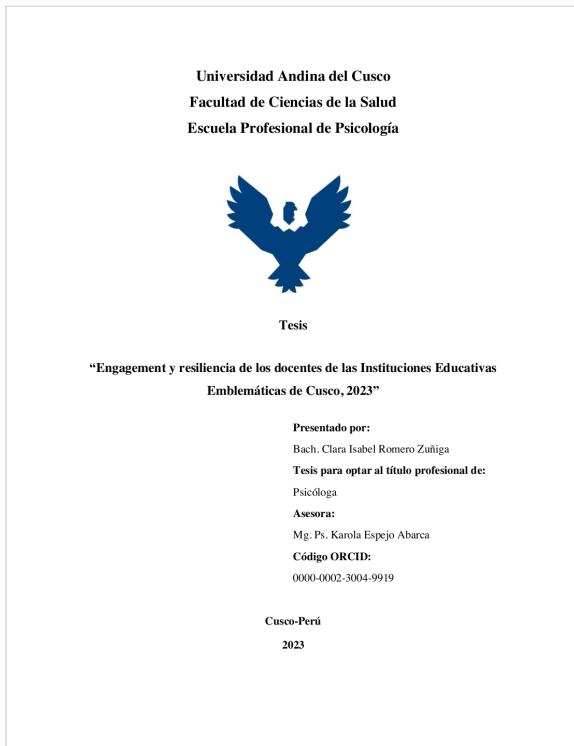 Universidad Andina del Cusco
Facultad de Ciencias de la Salud
Escuela Profesional de Psicología
Tesis
“Engagement y resiliencia de los docentes de las Instituciones Educativas
Emblemáticas de Cusco, 2023”
Presentado por:
Bach. Clara Isabel Romero Zuñiga
Tesis para optar al título profesional de:
Psicóloga
Asesora:
Mg. Ps. Karola Espejo Abarca
Código ORCID:
0000-0002-3004-9919
Cusco-Perú
2023